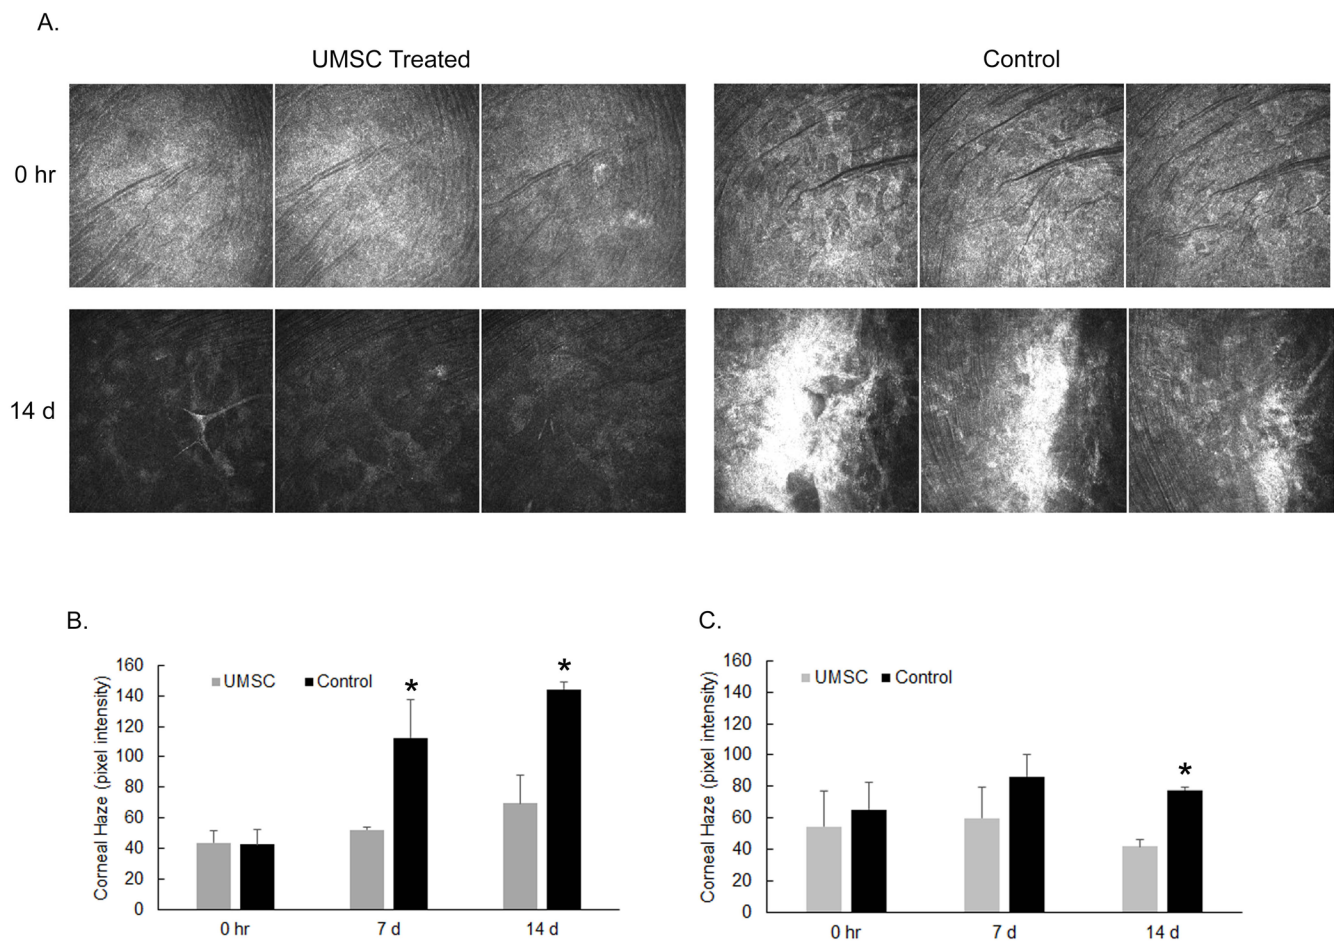 A.
UMSC Treated
Control
0 hr
14 d
B.
Corneal Haze (pixel intensity)
160
140
120
100
80
60
40
20
0
UMSC
Control
*
*
0 hr
7 d
14 d
C.
Corneal Haze (pixel intensity)
160
140
120
100
80
60
40
20
0
UMSC
Control
*
0 hr
7 d
14 d